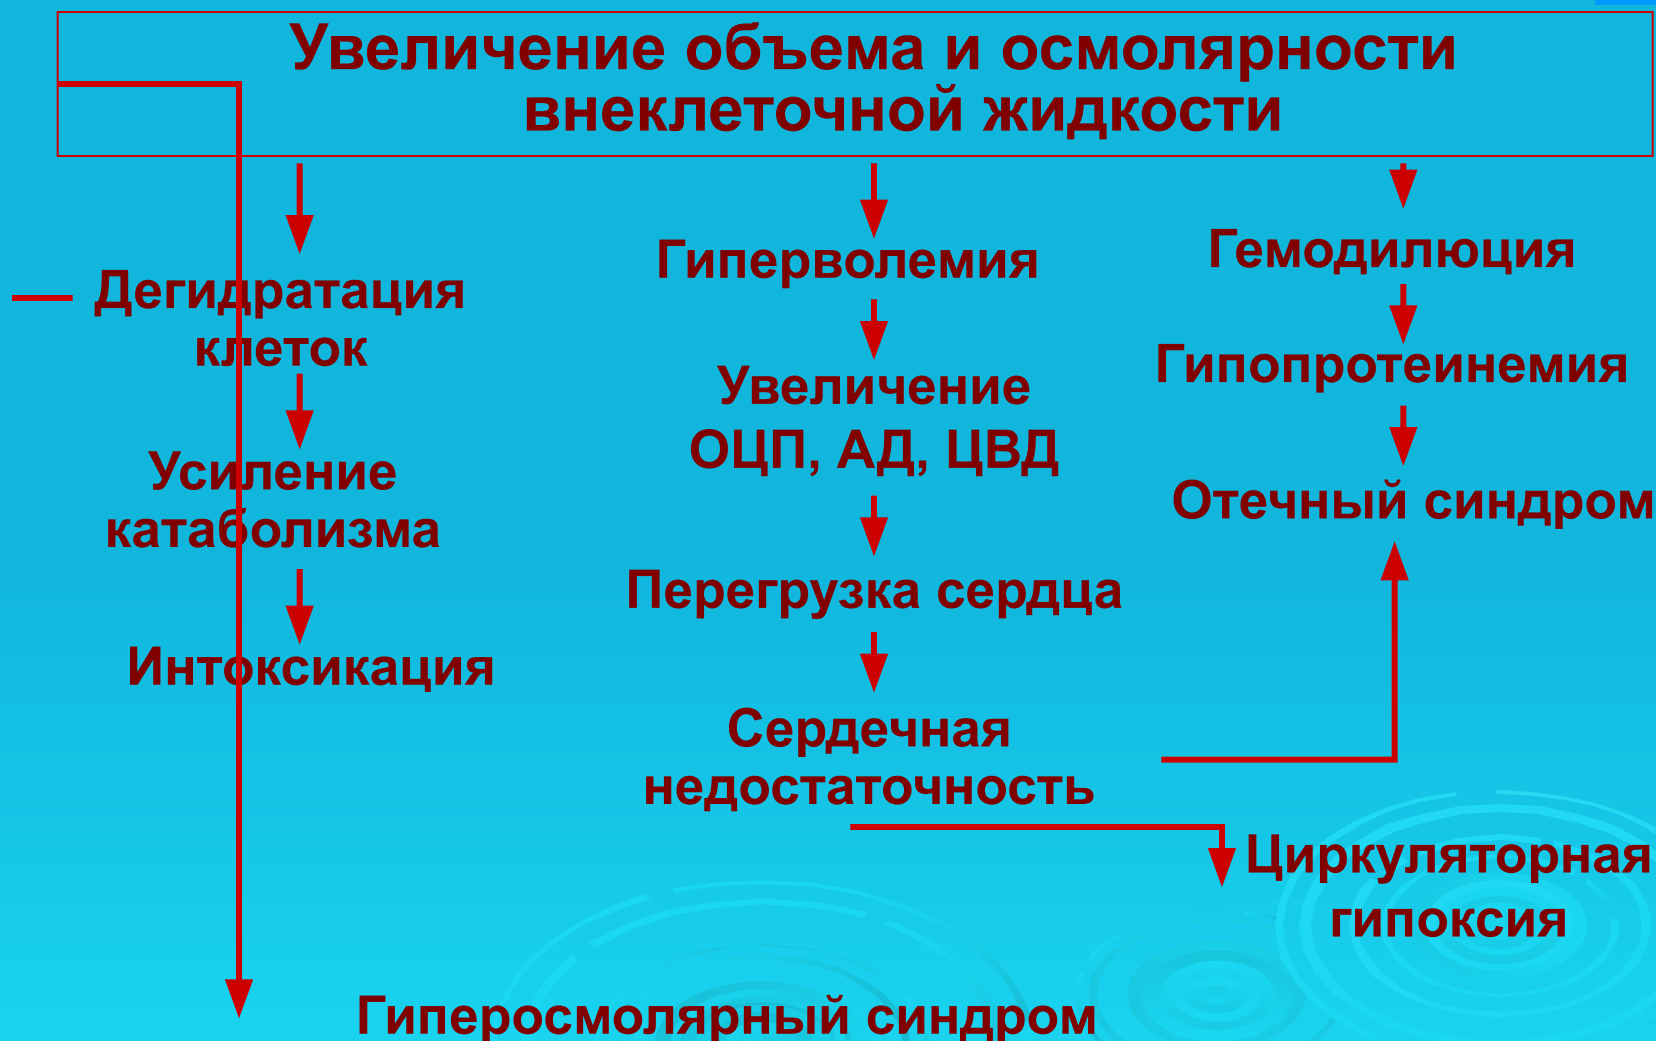 Увеличение объема и осмолярности
внеклеточной жидкости
Дегидратация
клеток
Усиление
катаболизма
Интоксикация
Гиперволемия
Увеличение
ОЦП, АД, ЦВД
Перегрузка сердца
Сердечная
недостаточность
Гемодилюция
Гипопротеинемия
Отечный синдром
Циркуляторная
гипоксия
Гиперосмолярный синдром